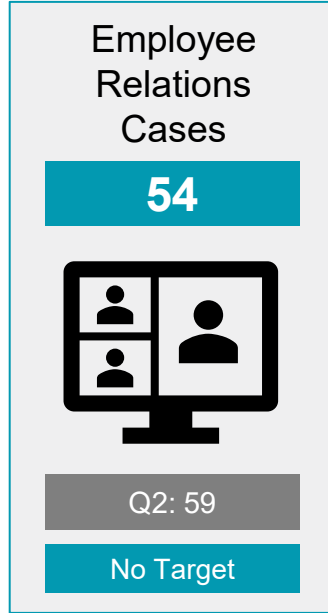 Employee
Relations
Cases
54
Q2: 59
No Target